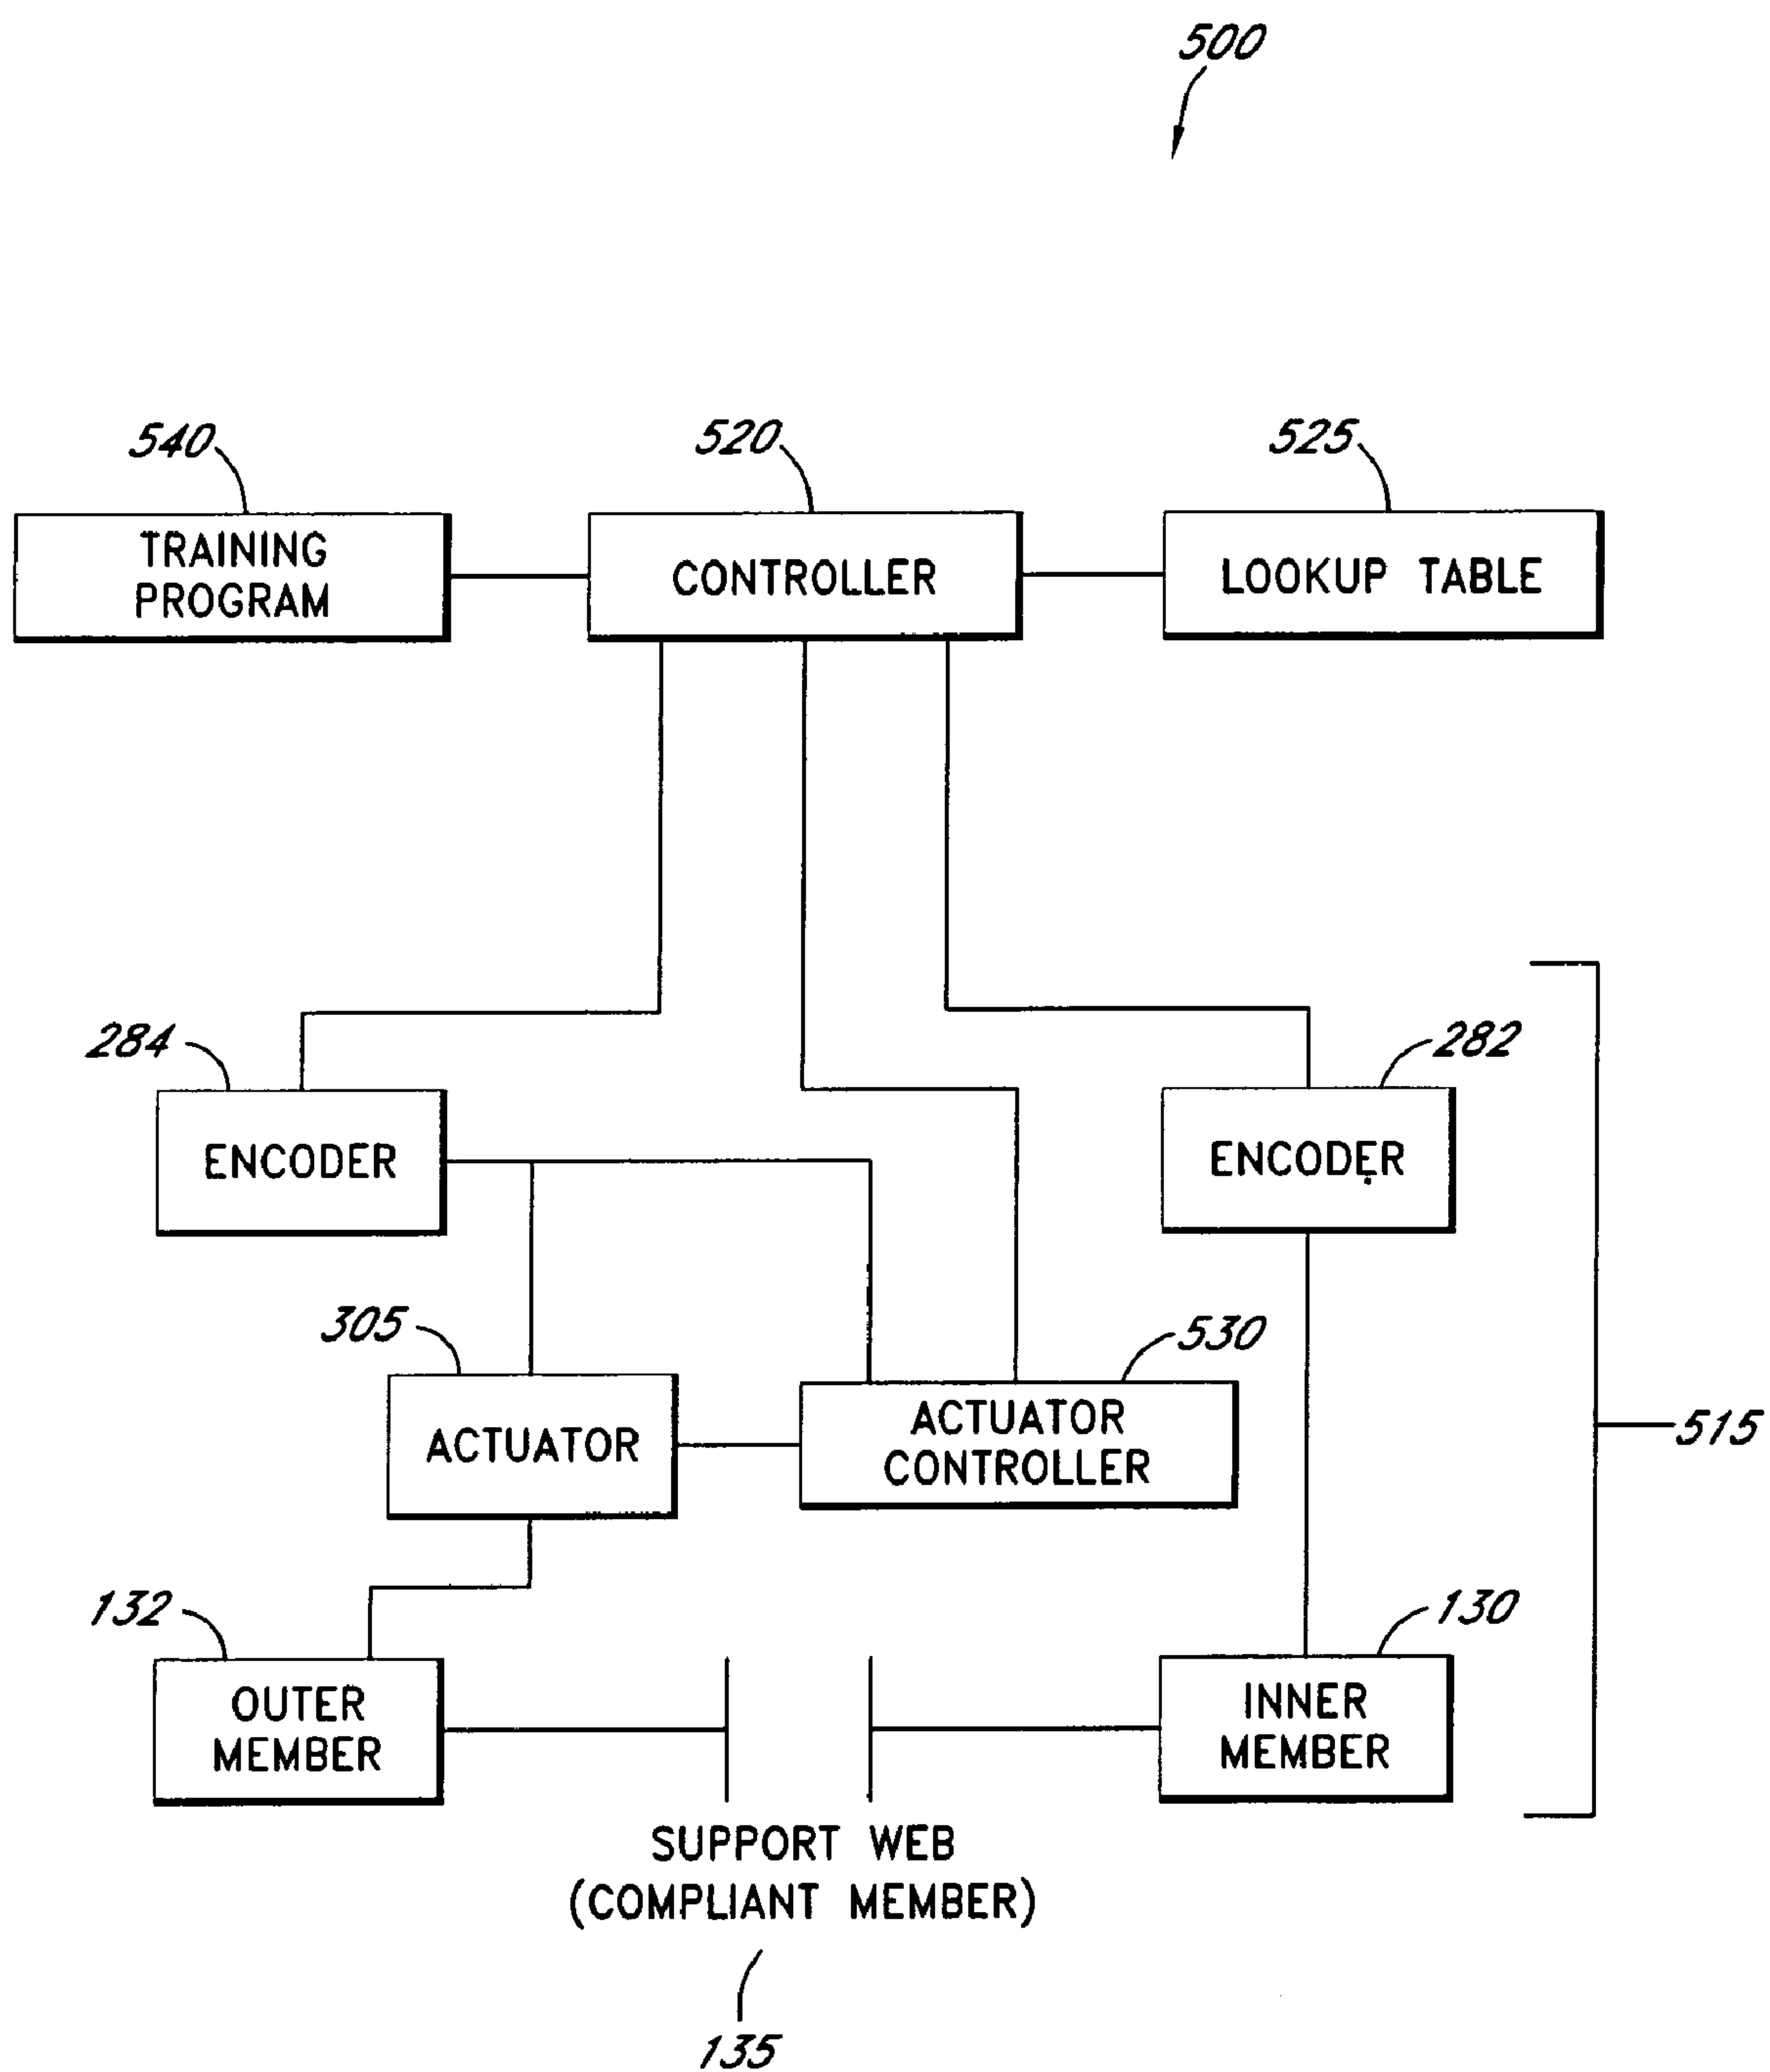 500
540
520
525
TRAINING
PROGRAM
CONTROLLER
LOOKUP TABLE
284
282
ENCODER
ENCODER
305
530
ACTUATOR
ACTUATOR
CONTROLLER
515
132
130
OUTER
MEMBER
INNER
MEMBER
SUPPORT WEB
(COMPLIANT MEMBER)
135